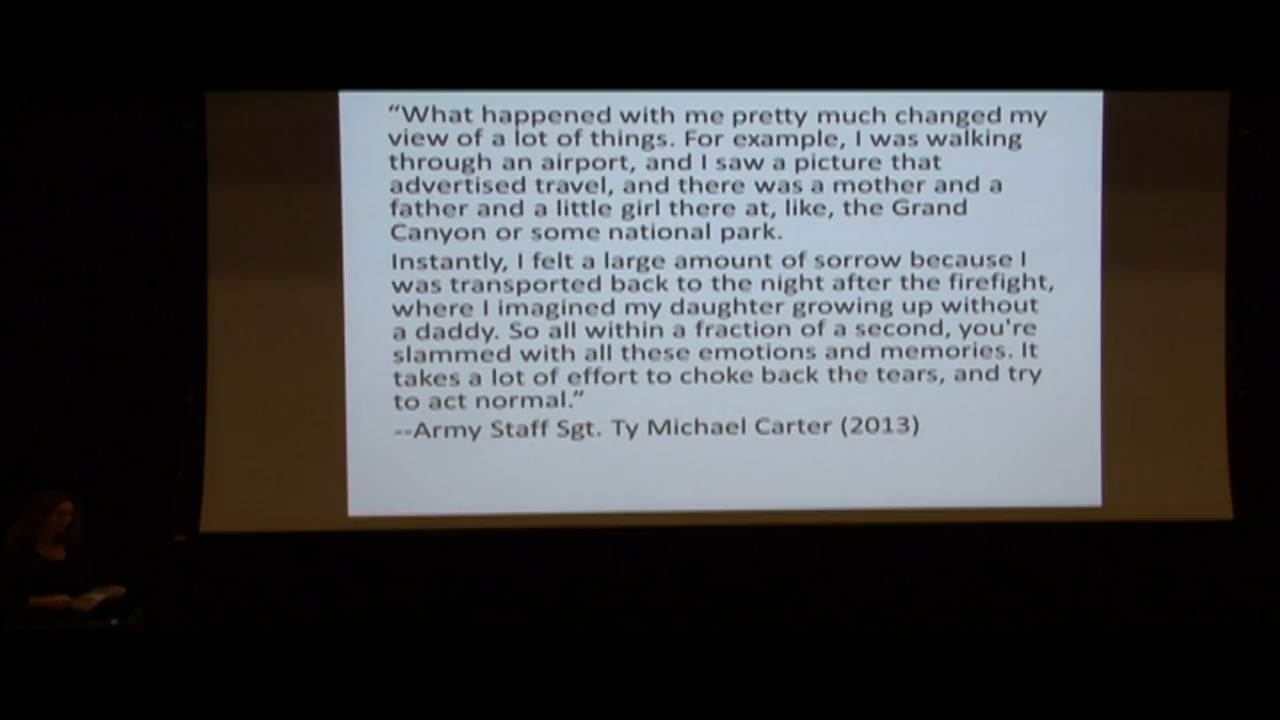 “What happened with me pretty much changed my
view of a lot of things. For example, I was walking
through an airport, and I saw a picture that
advertised travel, and there was a mother and a
father and a little girl there at, like, the Grand
Canyon or some national park.
Instantly, I felt a large amount of sorrow because I
was transported back to the night after the firefight,
where I imagined my daughter growing up without
a daddy. So all within a fraction of a second, you're
slammed with all these emotions and memories. It
takes a lot of effort to choke back the tears, and try
to act normal.”
--Army Staff Sgt. Ty Michael Carter (2013)